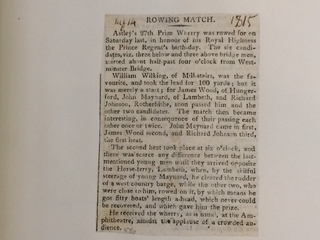 Augst 1815
ROWING MATCH.
Astley's 27th Prize Wherry was rowed for on
Saturday last, in honour of his Royal Highness
the Prince Regent's birth-day. The six candi-
dates, viz. three below and three above bridge men,
started about half-past four o'clock from West-
minster Bridge.
William Wilking, of Mill-stairs, was the fa-
vourite, and took the lead for 100 yards; but it
was merely a start; for James Wood, of Hunger-
ford, John Maynard, of Lambeth, and Richard
Johnson, Rotherhithe, soon passed him and the
other two candidates. The match then became
interesting, in consequence of their passing each
other once or twice. John Maynard came in first,
James Wood second, and Richard Johnson third,
the first heat.
The second heat took place at six o'clock, and
there was scarce any difference between the last-
mentioned young men until they arrived opposite
the Horse-ferry, Lambeth, when, by the skilful
steerage of young Maynard, he cleared the rudder
of a west country barge, while the other two, who
were close to him, rowed on it, by which means he
got fifty boats' length a-head, which never could
be recovered, and which gave him the prize.
He received the wherry, as is usual, at the Am-
phitheatre, amidst the applause of a crowded au-
dience.